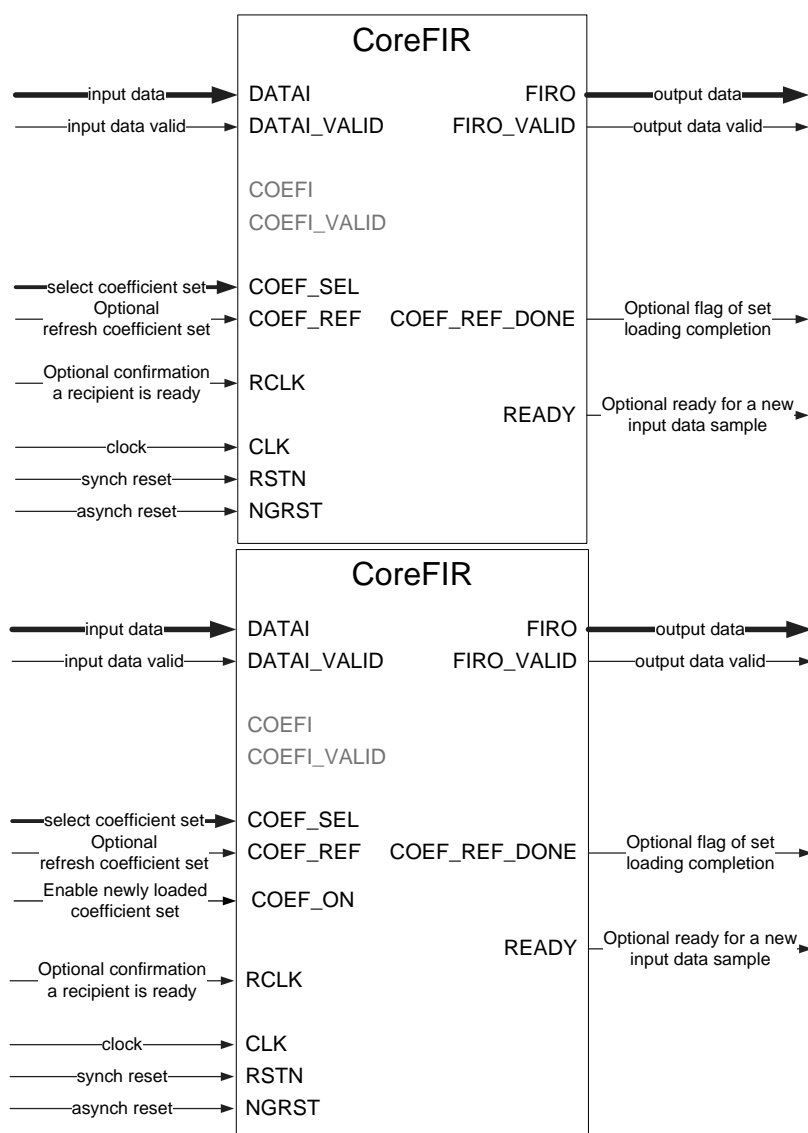 CoreFIR
input data DATAI FIRO output data
input data valid DATAI_VALID FIRO_VALID output data valid
COEFI
COEFI_VALID
select coefficient set COEF_SEL
Optional
refresh coefficient set COEF_REF COEF_REF_DONE Optional flag of set
loading completion
Optional confirmation
a recipient is ready RCLK
READY Optional ready for a new
input data sample
clock CLK
synch reset RSTN
asynch reset NGRST
CoreFIR
input data DATAI FIRO output data
input data valid DATAI_VALID FIRO_VALID output data valid
COEFI
COEFI_VALID
select coefficient set COEF_SEL
Optional
refresh coefficient set COEF_REF COEF_REF_DONE Optional flag of set
loading completion
Enable newly loaded
coefficient set COEF_ON
READY Optional ready for a new
input data sample
Optional confirmation
a recipient is ready RCLK
clock CLK
synch reset RSTN
asynch reset NGRST